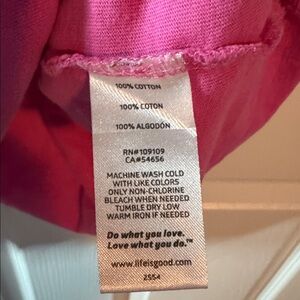 100% COTTON
100% COTON
100% ALGODÓN
RN#109109
CA#54656
MACHINE WASH COLD
WITH LIKE COLORS
ONLY NON-CHLORINE
BLEACH WHEN NEEDED
TUMBLE DRY LOW
WARM IRON IF NEEDED
Do what you love.
Love what you do.™
www.lifeisgood.com
2554